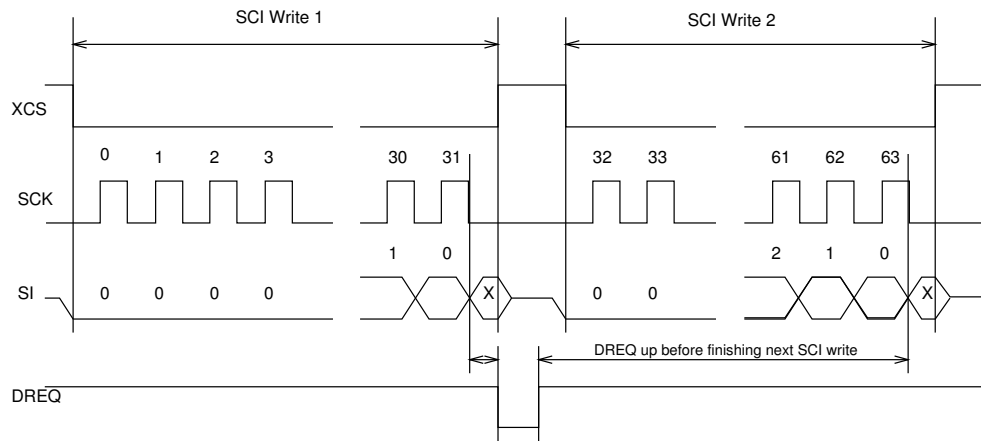 SCI Write 1 SCI Write 2
XCS
0 1 2 3 30 31 32 33 61 62 63
SCK
1 0 2 1 0
SI 0 0 0 0 X 0 0 X
DREQ up before finishing next SCI write
DREQ